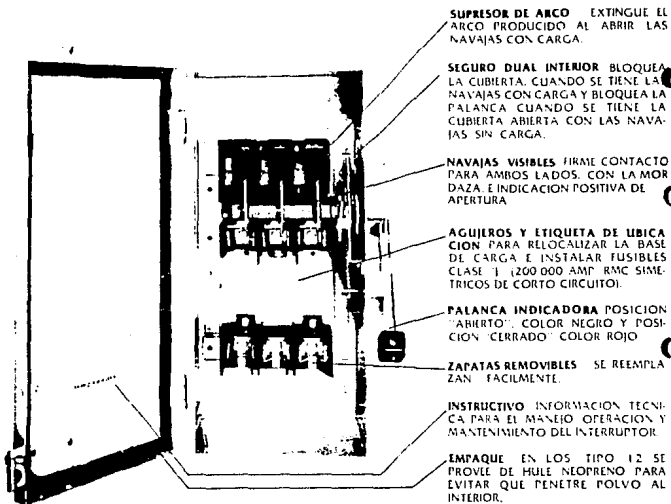 SUPRESOR DE ARCO EXTINGUE EL
ARCO PRODUCIDO AL ABRIR LAS
NAVAJAS CON CARGA.
SEGURO DUAL INTERIOR BLOQUEA
LA CUBIERTA, CUANDO SE TIENE LA
NAVAJAS CON CARGA Y BLOQUEA LA
PALANCA CUANDO SE TIENE LA
CUBIERTA ABIERTA CON LAS NAVA-
JAS SIN CARGA.
NAVAJAS VISIBLES FIRME CONTACTO
PARA AMBOS LADOS, CON LA MOR
DAZA, E INDICACION POSITIVA DE
APERTURA
AGUJEROS Y ETIQUETA DE UBICA
CION PARA RELOCALIZAR LA BASE
DE CARGA E INSTALAR FUSIBLES
CLASE "J (200 000 AMP RMC SIME-
TRICOS DE CORTO CIRCUITO).
PALANCA INDICADORA POSICION
"ABIERTO", COLOR NEGRO Y POSI-
CION "CERRADO" COLOR ROJO
ZAPATAS REMOVIBLES SE REEMPLA
ZAN FACILMENTE.
INSTRUCTIVO INFORMACION TECNI-
CA PARA EL MANEJO OPERACION Y
MANTENIMIENTO DEL INTERRUPTOR.
EMPAQUE EN LOS TIPO 12 SE
PROVEE DE HULE NEOPRENO PARA
EVITAR QUE PENETRE POLVO AL
INTERIOR.